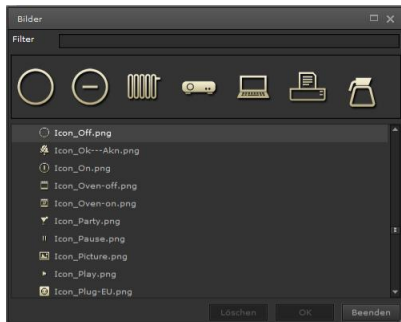 Bilder
Filter
Icon_Off.png
Icon_Ok---Akn.png
Icon_On.png
Icon_Oven-off.png
Icon_Oven-on.png
Icon_Party.png
Icon_Pause.png
Icon_Picture.png
Icon_Play.png
Icon_Plug-EU.png
Löschen OK Beenden